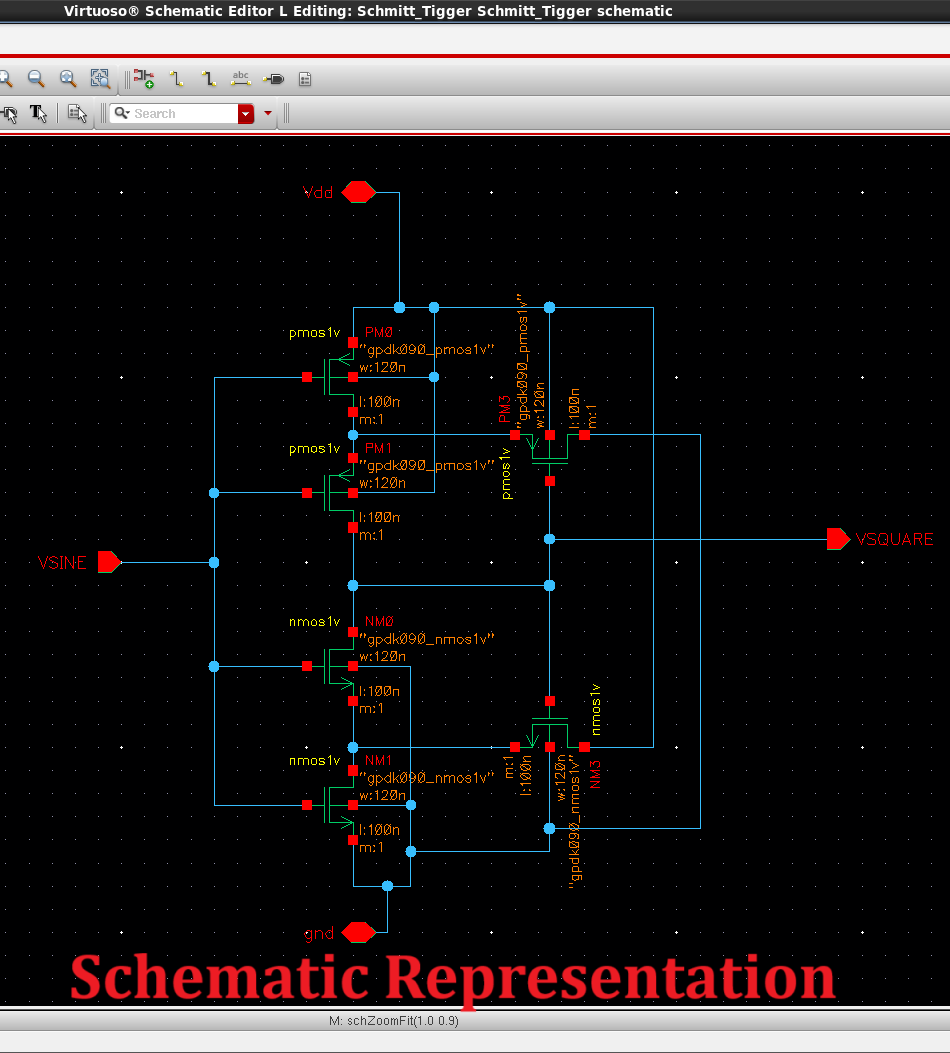 Virtuoso® Schematic Editor L Editing: Schmitt_Tigger Schmitt_Tigger schematic
abc
T
Search
Vdd
pmos1v
PM0
"gpdk090_pmos1v"
w:120n
l:100n
m:1
pmos1v
PM1
"gpdk090_pmos1v"
w:120n
l:100n
m:1
PM3
"gpdk090_pmos1v"
w:120n
l:100n
m:1
pmos1v
VSINE
VSQUARE
nmos1v
NM0
"gpdk090_nmos1v"
w:120n
l:100n
m:1
nmos1v
NM1
"gpdk090_nmos1v"
w:120n
l:100n
m:1
nmos1v
m:1
l:100n
w:120n
"gpdk090_nmos1v"
NM3
gnd
Schematic Representation
M: schZoomFit(1.0 0.9)